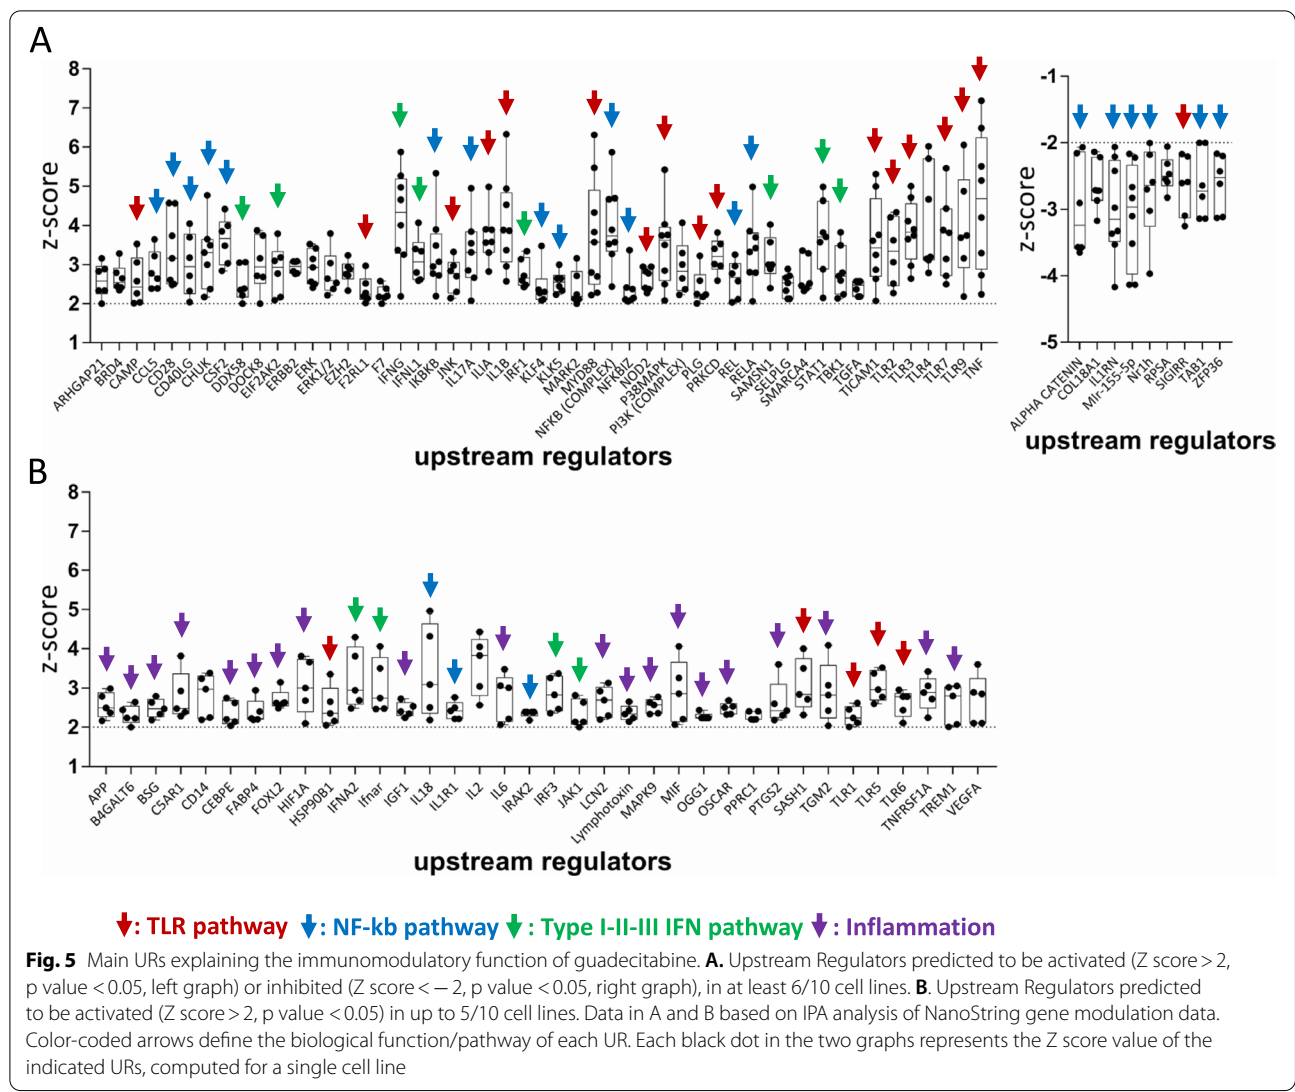 A
8
7
6
5
4
3
2
1
z-score
ARHGAP21
BRD4
CAMP
CCL5
CD28
CD40LG
CHUK
CSF2
DDX58
DOCK8
EIF2AK2
ERBB2
ERK
ERK1/2
EZH2
F2RL1
F7
IFNG
IFNL1
IKBKB
JNK
IL17A
ILIA
IL1B
IRF1
KLF4
KLK5
MARK2
MYD88
NFKB (COMPLEX)
NFKBIZ
NOD2
P38MAPK
PI3K (COMPLEX)
PLG
PRKCD
REL
RELA
SAMSN1
SELPLG
SMARCA4
STAT1
TBK1
TGFA
TICAM1
TLR2
TLR3
TLR4
TLR7
TLR9
TNF
upstream regulators
-1
-2
-3
-4
-5
z-score
ALPHA CATENIN
COL18A1
IL1RN
MIr-155-5p
Nr1h
RPSA
SIGIRR
TAB1
ZFP36
upstream regulators
B
8
7
6
5
4
3
2
1
z-score
APP
B4GALT6
BSG
C5AR1
CD14
CEBPE
FABP4
FOXL2
HIF1A
HSP90B1
IFNA2
Ifnar
IGF1
IL18
IL1R1
IL2
IL6
IRAK2
IRF3
JAK1
LCN2
Lymphotoxin
MAPK9
MIF
OGG1
OSCAR
PPRC1
PTGS2
SASH1
TGM2
TLR1
TLR5
TLR6
TNFRSF1A
TREM1
VEGFA
upstream regulators
: TLR pathway : NF-kb pathway : Type I-II-III IFN pathway : Inflammation
Fig. 5 Main URs explaining the immunomodulatory function of guadecitabine. A. Upstream Regulators predicted to be activated (Z score > 2,
p value < 0.05, left graph) or inhibited (Z score < − 2, p value < 0.05, right graph), in at least 6/10 cell lines. B. Upstream Regulators predicted
to be activated (Z score > 2, p value < 0.05) in up to 5/10 cell lines. Data in A and B based on IPA analysis of NanoString gene modulation data.
Color-coded arrows define the biological function/pathway of each UR. Each black dot in the two graphs represents the Z score value of the
indicated URs, computed for a single cell line